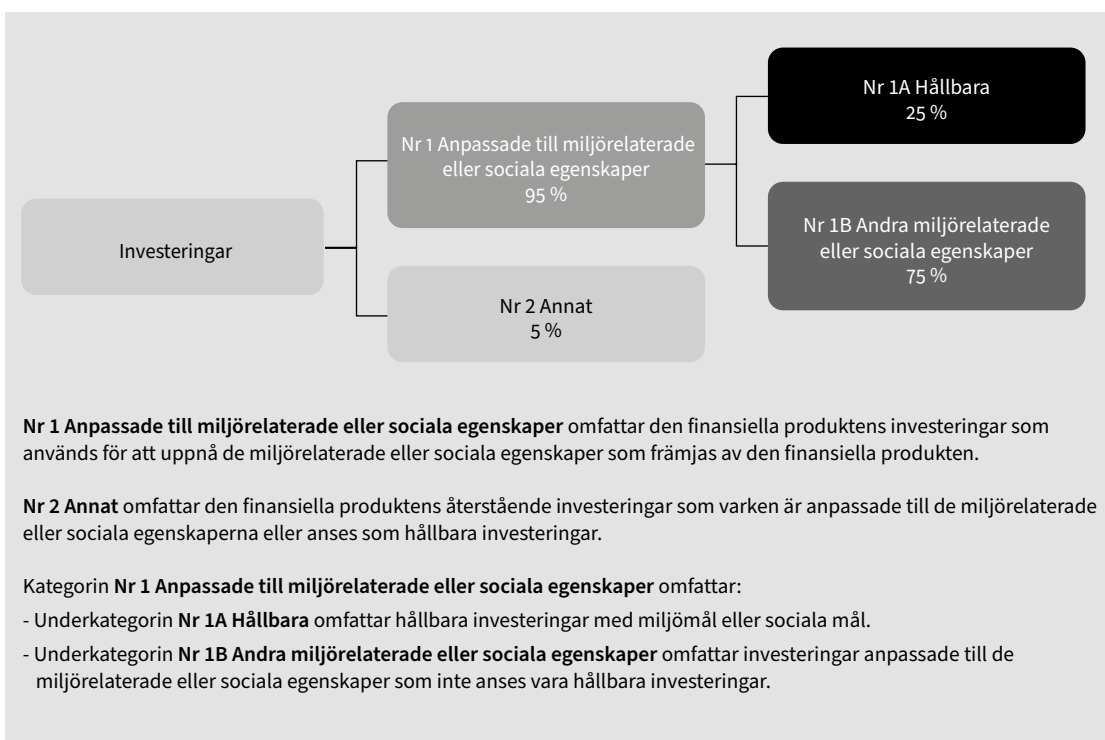 Investeringar
Nr 1 Anpassade till miljörelaterade
eller sociala egenskaper
95 %
Nr 2 Annat
5 %
Nr 1A Hållbara
25 %
Nr 1B Andra miljörelaterade
eller sociala egenskaper
75 %
Nr 1 Anpassade till miljörelaterade eller sociala egenskaper omfattar den finansiella produktens investeringar som
används för att uppnå de miljörelaterade eller sociala egenskaper som främjas av den finansiella produkten.
Nr 2 Annat omfattar den finansiella produktens återstående investeringar som varken är anpassade till de miljörelaterade
eller sociala egenskaperna eller anses som hållbara investeringar.
Kategorin Nr 1 Anpassade till miljörelaterade eller sociala egenskaper omfattar:
- Underkategorin Nr 1A Hållbara omfattar hållbara investeringar med miljömål eller sociala mål.
- Underkategorin Nr 1B Andra miljörelaterade eller sociala egenskaper omfattar investeringar anpassade till de
miljörelaterade eller sociala egenskaper som inte anses vara hållbara investeringar.